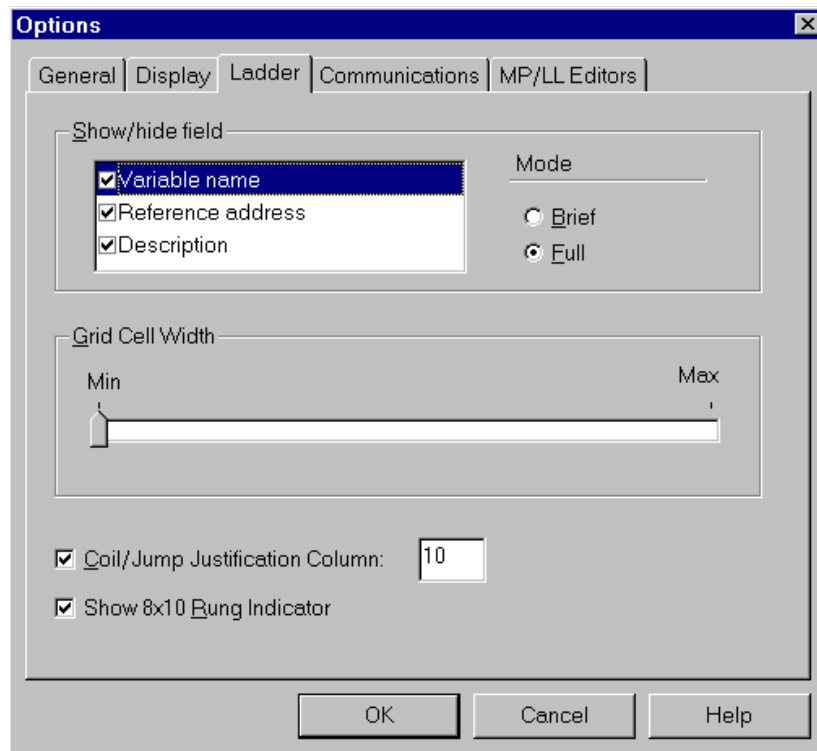 Options
General Display Ladder Communications MP/LL Editors
Show/hide field
Variable name
Reference address
Description
Mode
Brief
Full
Grid Cell Width
Min Max
Coil/Jump Justification Column: 10
Show 8x10 Rung Indicator
OK Cancel Help